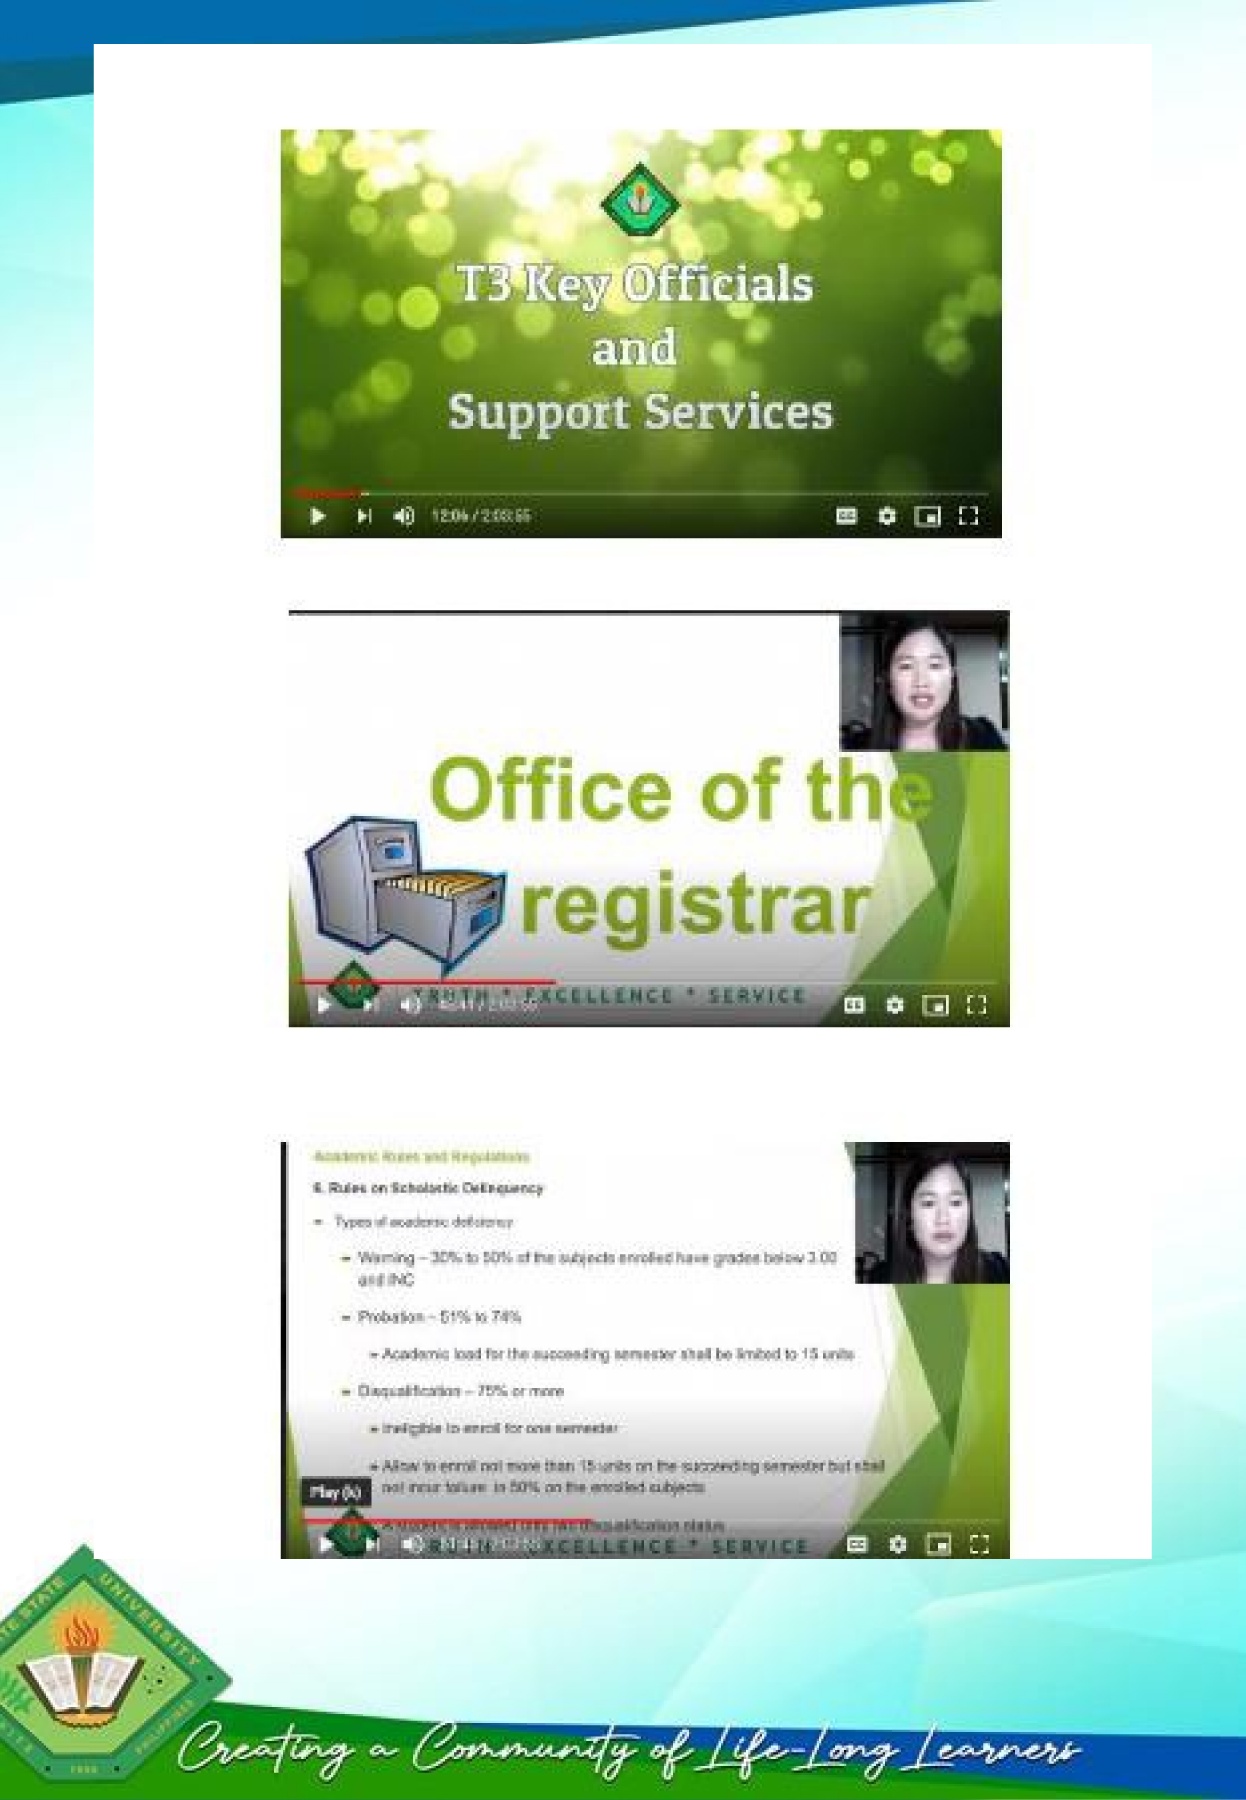 T3 Key Officials
and
Support Services
12:06 / 2:03:55
Office of the
registrar
TRUTH * EXCELLENCE * SERVICE
Academic Rules and Regulations
6. Rules on Scholastic Delinquency
Types of academic deficiency
Warning – 30% to 50% of the subjects enrolled have grades below 3.00
and INC
Probation – 51% to 74%
Academic load for the succeeding semester shall be limited to 15 units
Disqualification – 75% or more
Ineligible to enroll for one semester
Allow to enroll not more than 15 units on the succeeding semester but shall
not incur failure in 50% on the enrolled subjects
Play (k)
A student is allowed only two disqualification status
EXCELLENCE * SERVICE
STATE UNIVERSITY
PHILIPPINES
Creating a Community of Life-Long Learners